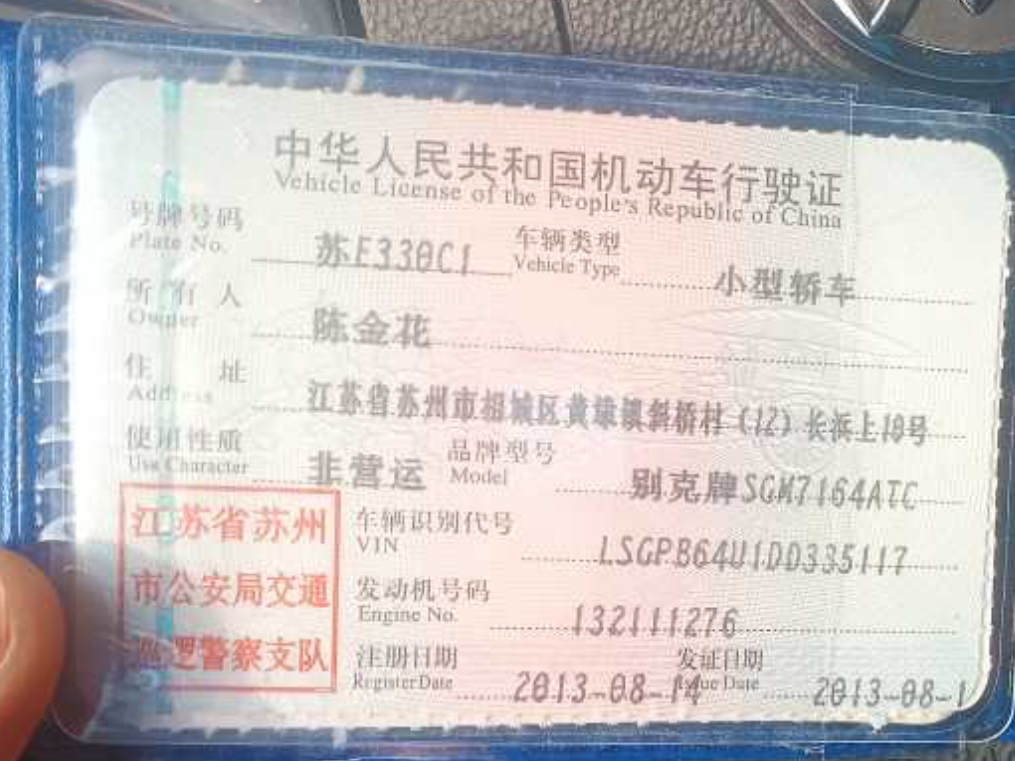 中华人民共和国机动车行驶证
Vehicle License of the People's Republic of China
号牌号码 苏E330C1 车辆类型 小型轿车
Plate No. Vehicle Type
所有人 陈金花
Owner
住址 江苏省苏州市相城区黄埭镇斜桥村(12)长浜上18号
Address
使用性质 非营运 品牌型号 别克牌SGM7164ATC
Use Character Model
江苏省苏州
市公安局交通
巡逻警察支队
车辆识别代号 LSGPB64U1DD335117
VIN
发动机号码 132111276
Engine No.
注册日期 2013-08-14 发证日期 2013-08-1
Register Date Issue Date